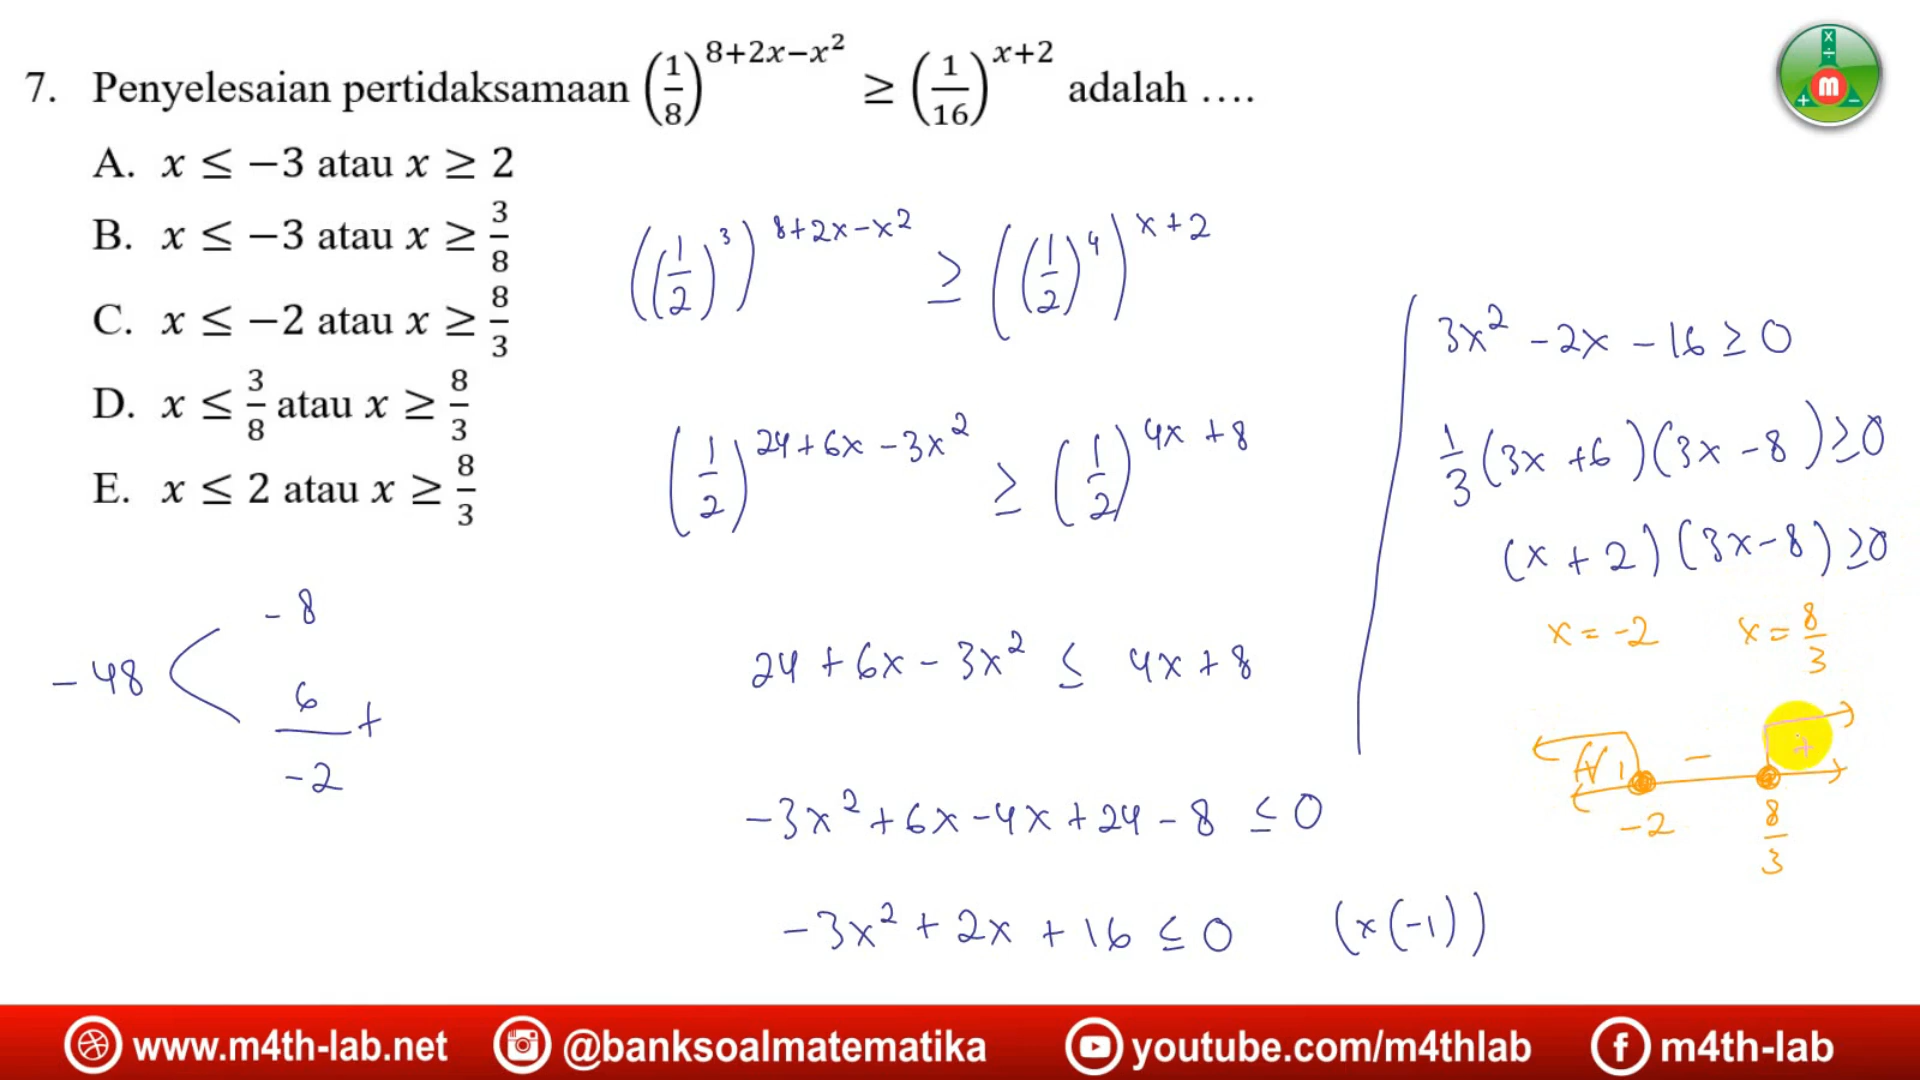 7. Penyelesaian pertidaksamaan (1/8)^(8+2x−x²) ≥ (1/16)^(x+2) adalah ....
A. x ≤ −3 atau x ≥ 2
B. x ≤ −3 atau x ≥ 3/8
C. x ≤ −2 atau x ≥ 8/3
D. x ≤ 3/8 atau x ≥ 8/3
E. x ≤ 2 atau x ≥ 8/3
−48 < −8
6 +
−2
((1/2)³)^(8+2x−x²) ≥ ((1/2)⁴)^(x+2)
(1/2)^(24+6x−3x²) ≥ (1/2)^(4x+8)
24 + 6x − 3x² ≤ 4x + 8
−3x² + 6x − 4x + 24 − 8 ≤ 0
−3x² + 2x + 16 ≤ 0 (x(−1))
3x² − 2x − 16 ≥ 0
1/3 (3x + 6)(3x − 8) ≥ 0
(x + 2)(3x − 8) ≥ 0
x = −2 x = 8/3
− +
−2 8/3
x ÷ m + −
www.m4th-lab.net @banksoalmatematika youtube.com/m4thlab m4th-lab